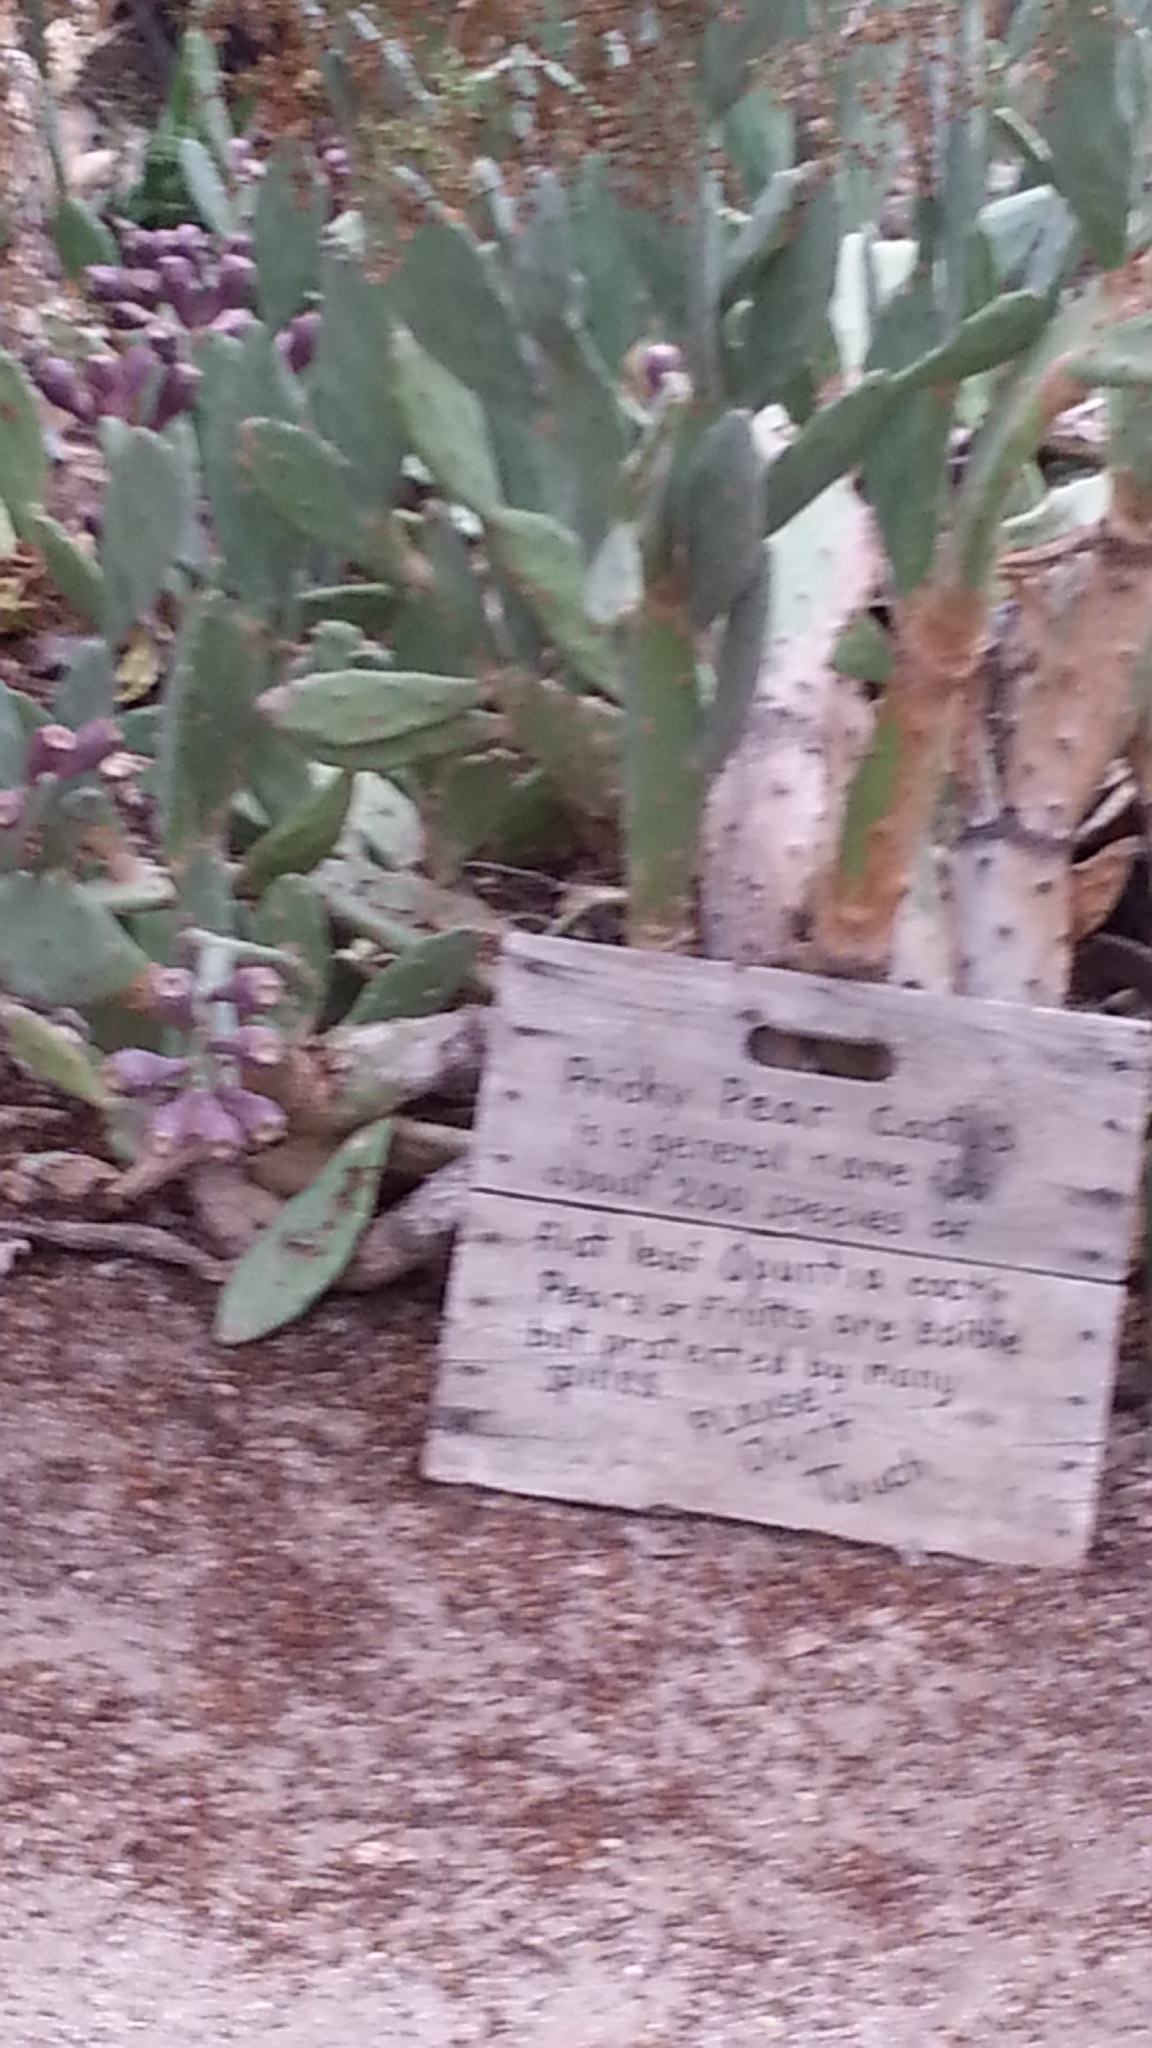 Prickly Pear Cactus
is a general name
about 200 species of
flat leaf Opuntia cacti
Pears or Fruits are edible
but protected by many
spines. please
Don't
Touch